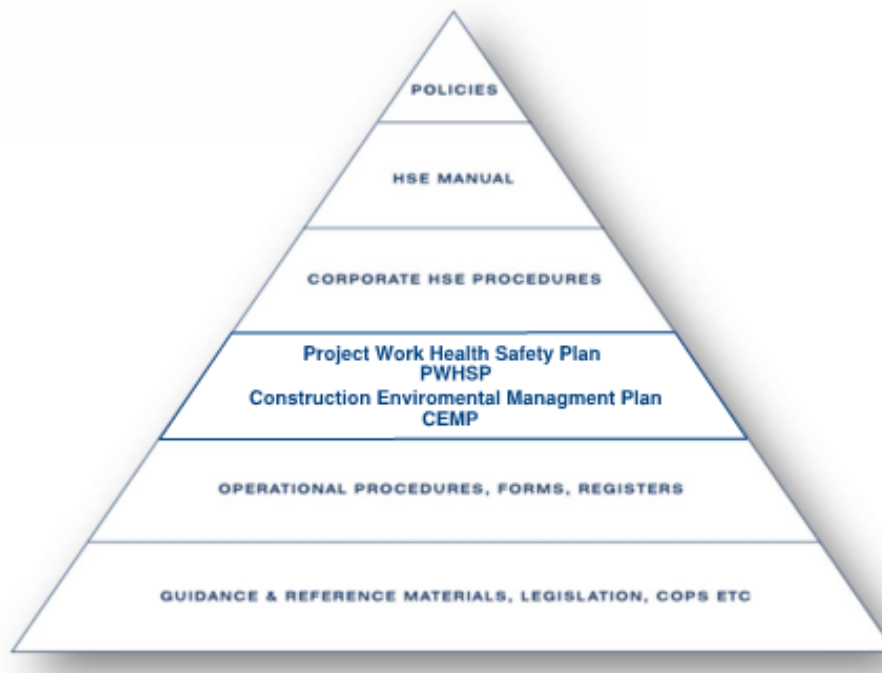 POLICIES
HSE MANUAL
CORPORATE HSE PROCEDURES
Project Work Health Safety Plan
PWHSP
Construction Enviromental Managment Plan
CEMP
OPERATIONAL PROCEDURES, FORMS, REGISTERS
GUIDANCE & REFERENCE MATERIALS, LEGISLATION, COPS ETC